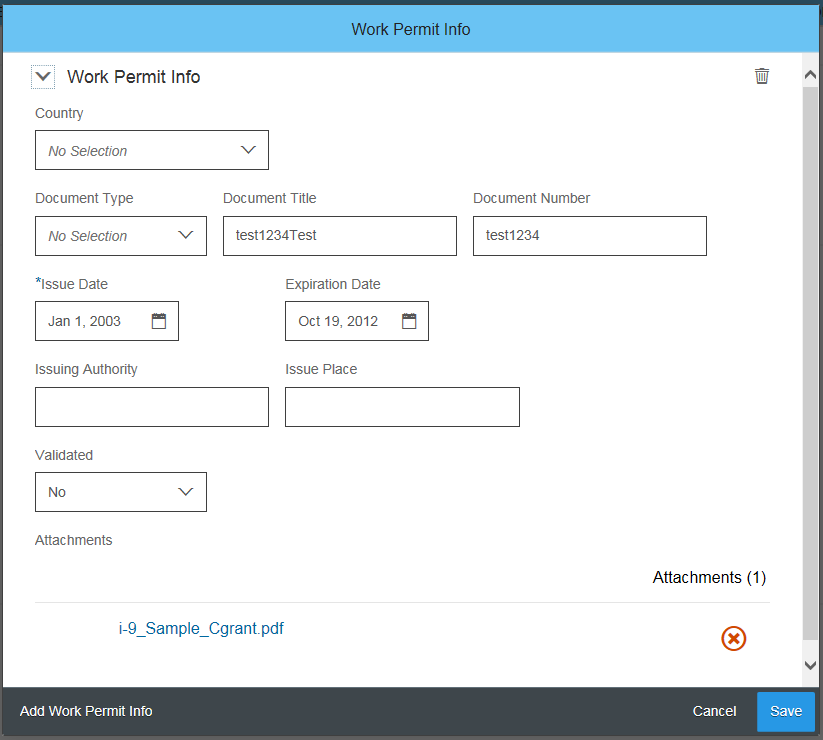 Work Permit Info
Work Permit Info
Country
No Selection
Document Type Document Title Document Number
No Selection test1234Test test1234
*Issue Date Expiration Date
Jan 1, 2003 Oct 19, 2012
Issuing Authority Issue Place
Validated
No
Attachments
Attachments (1)
i-9_Sample_Cgrant.pdf
Add Work Permit Info Cancel Save